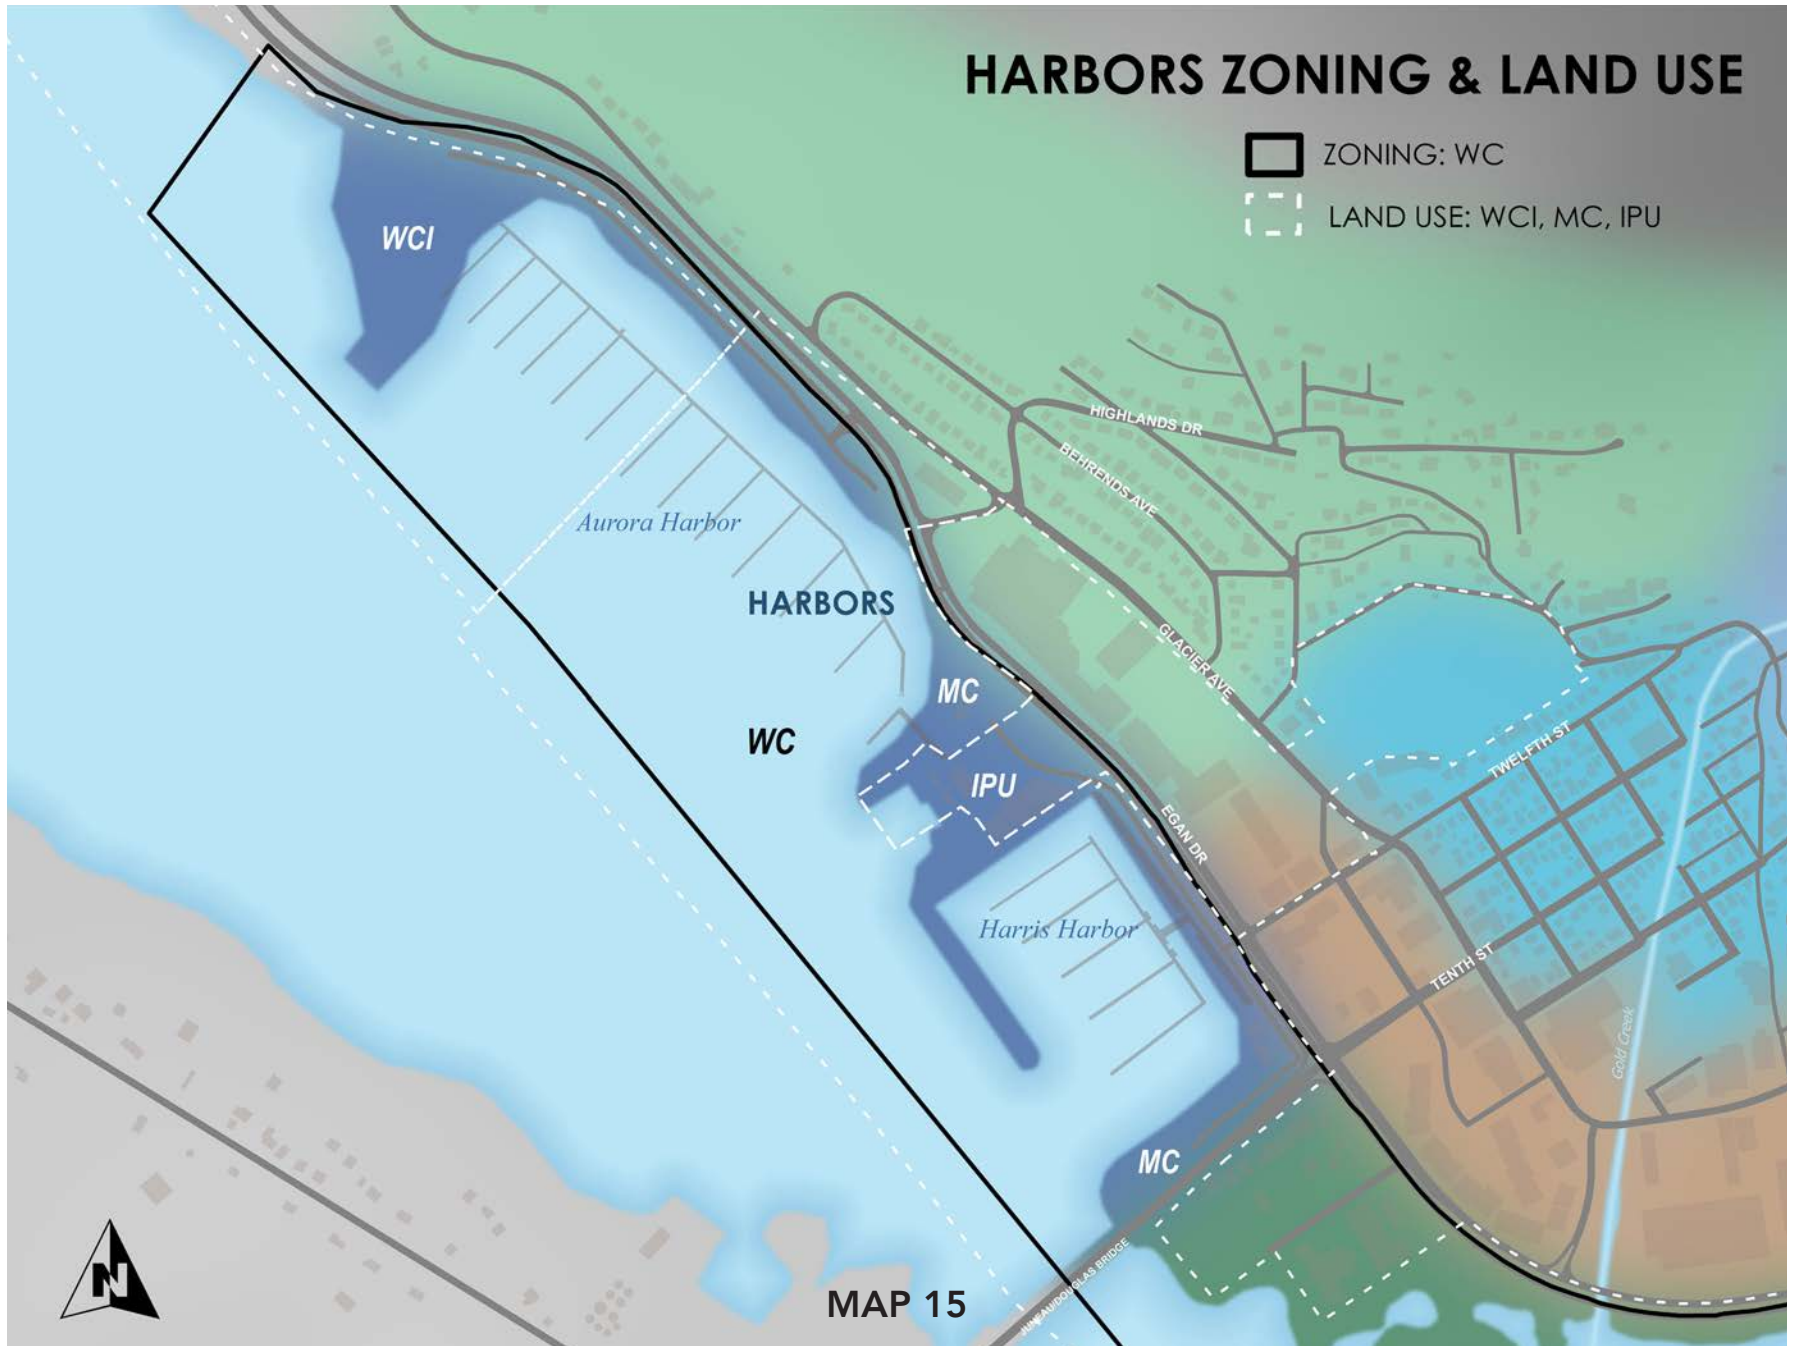 HARBORS ZONING & LAND USE
ZONING: WC
LAND USE: WCI, MC, IPU
WCI
HIGHLANDS DR
BEHRENDS AVE
Aurora Harbor
HARBORS
GLACIER AVE
MC
WC
TWELFTH ST
IPU
EGAN DR
Harris Harbor
TENTH ST
Gold Creek
MC
JUNEAU/DOUGLAS BRIDGE
N
MAP 15